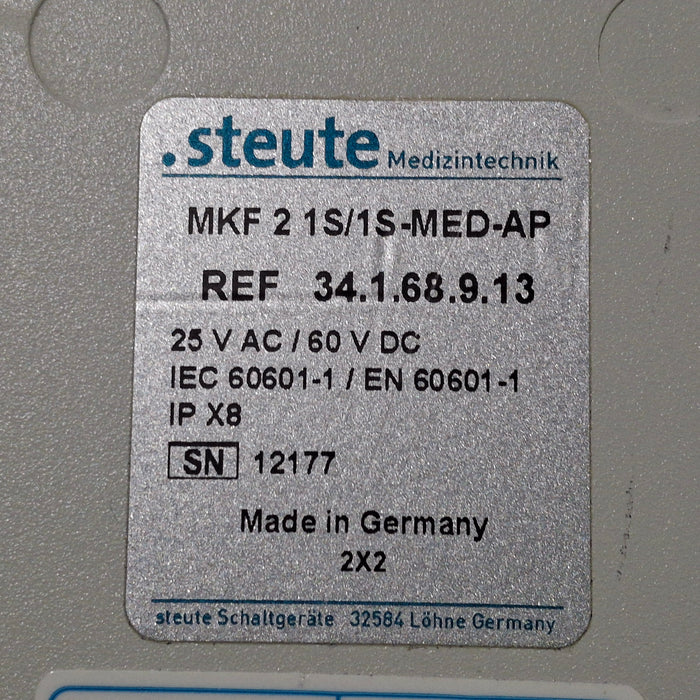 .steute Medizintechnik
MKF 2 1S/1S-MED-AP
REF 34.1.68.9.13
25 V AC / 60 V DC
IEC 60601-1 / EN 60601-1
IP X8
SN 12177
Made in Germany
2X2
steute Schaltgeräte 32584 Löhne Germany